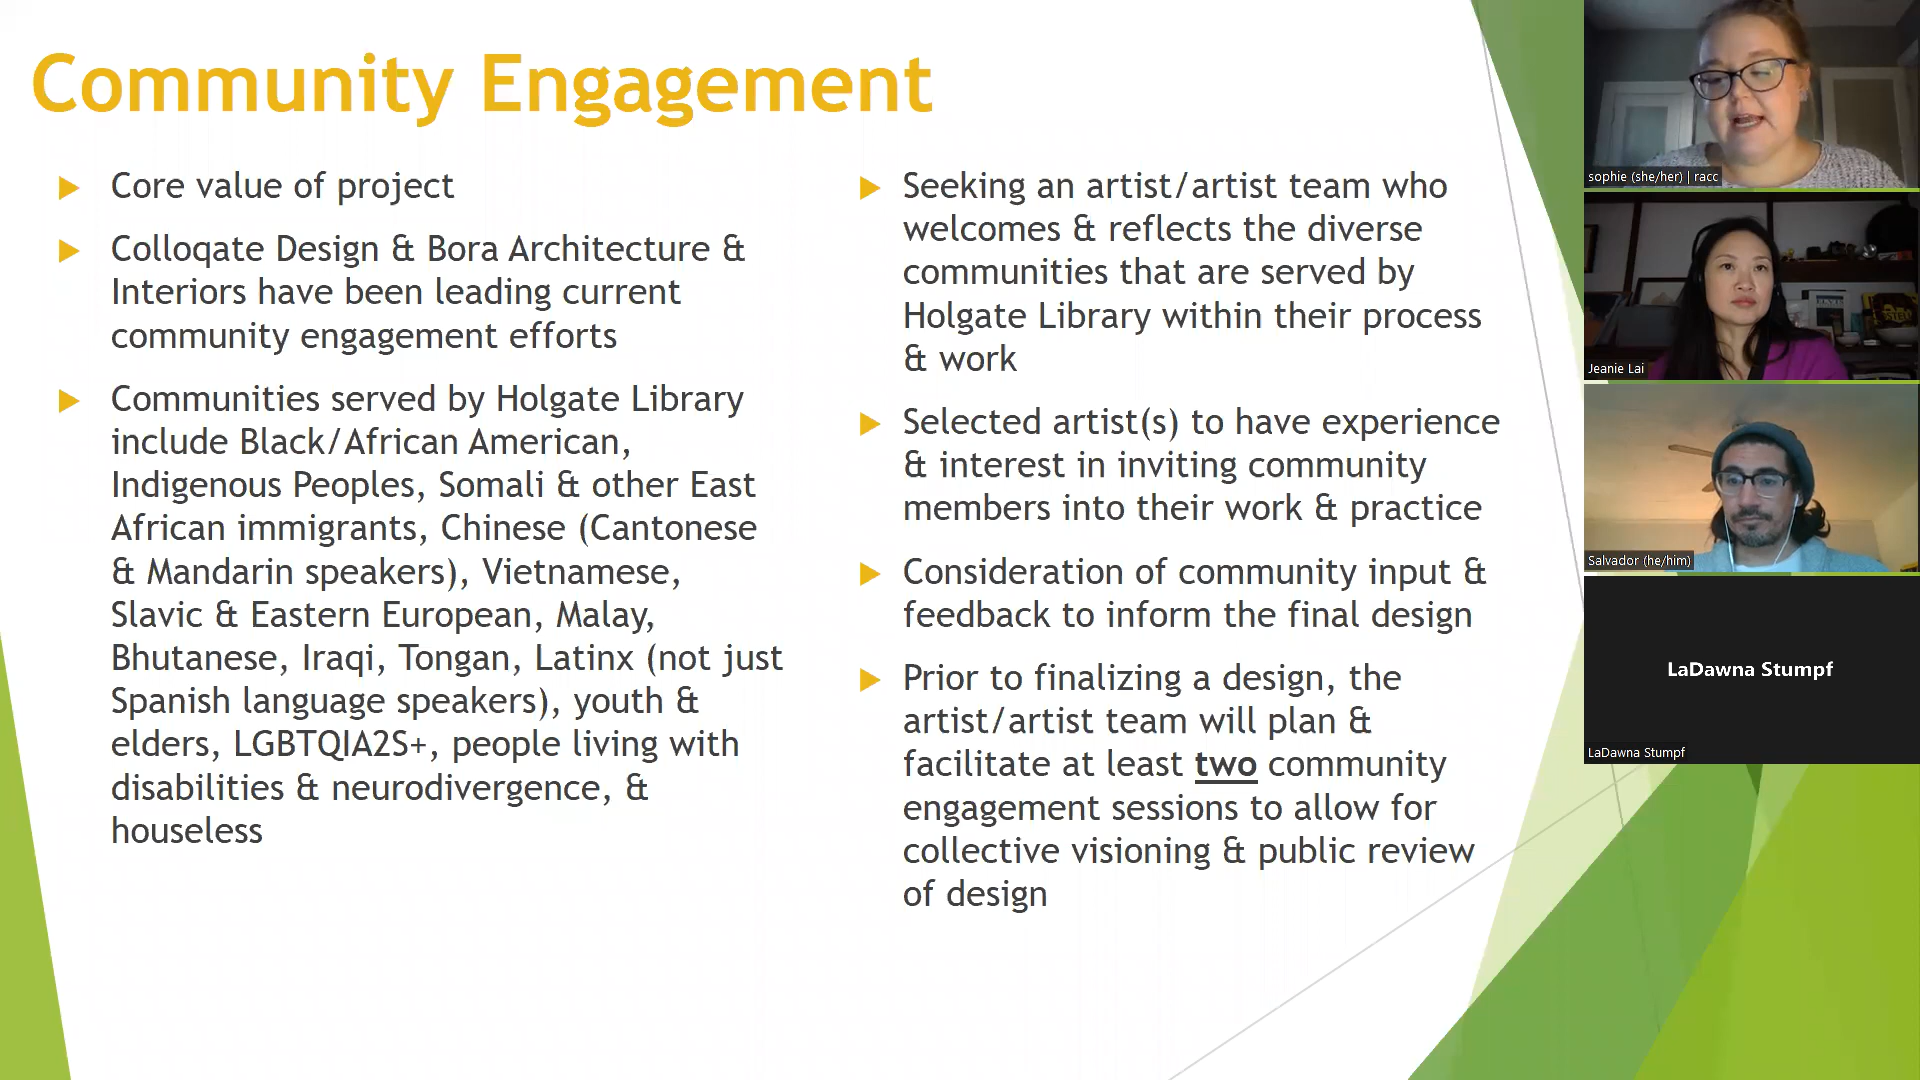 Community Engagement
Core value of project
Colloqate Design & Bora Architecture &
Interiors have been leading current
community engagement efforts
Communities served by Holgate Library
include Black/African American,
Indigenous Peoples, Somali & other East
African immigrants, Chinese (Cantonese
& Mandarin speakers), Vietnamese,
Slavic & Eastern European, Malay,
Bhutanese, Iraqi, Tongan, Latinx (not just
Spanish language speakers), youth &
elders, LGBTQIA2S+, people living with
disabilities & neurodivergence, &
houseless
Seeking an artist/artist team who
welcomes & reflects the diverse
communities that are served by
Holgate Library within their process
& work
Selected artist(s) to have experience
& interest in inviting community
members into their work & practice
Consideration of community input &
feedback to inform the final design
Prior to finalizing a design, the
artist/artist team will plan &
facilitate at least two community
engagement sessions to allow for
collective visioning & public review
of design
sophie (she/her) | racc
Jeanie Lai
Salvador (he/him)
LaDawna Stumpf
LaDawna Stumpf